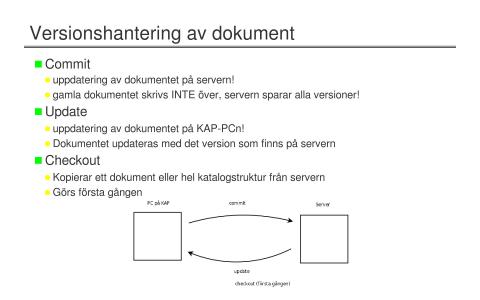 Versionshantering av dokument
Commit
uppdatering av dokumentet på servern!
gamla dokumentet skrivs INTE över, servern sparar alla versioner!
Update
uppdatering av dokumentet på KAP-PCn!
Dokumentet updateras med det version som finns på servern
Checkout
Kopierar ett dokument eller hel katalogstruktur från servern
Görs första gången
PC på KAP
commit
Server
update
checkout (första gången)